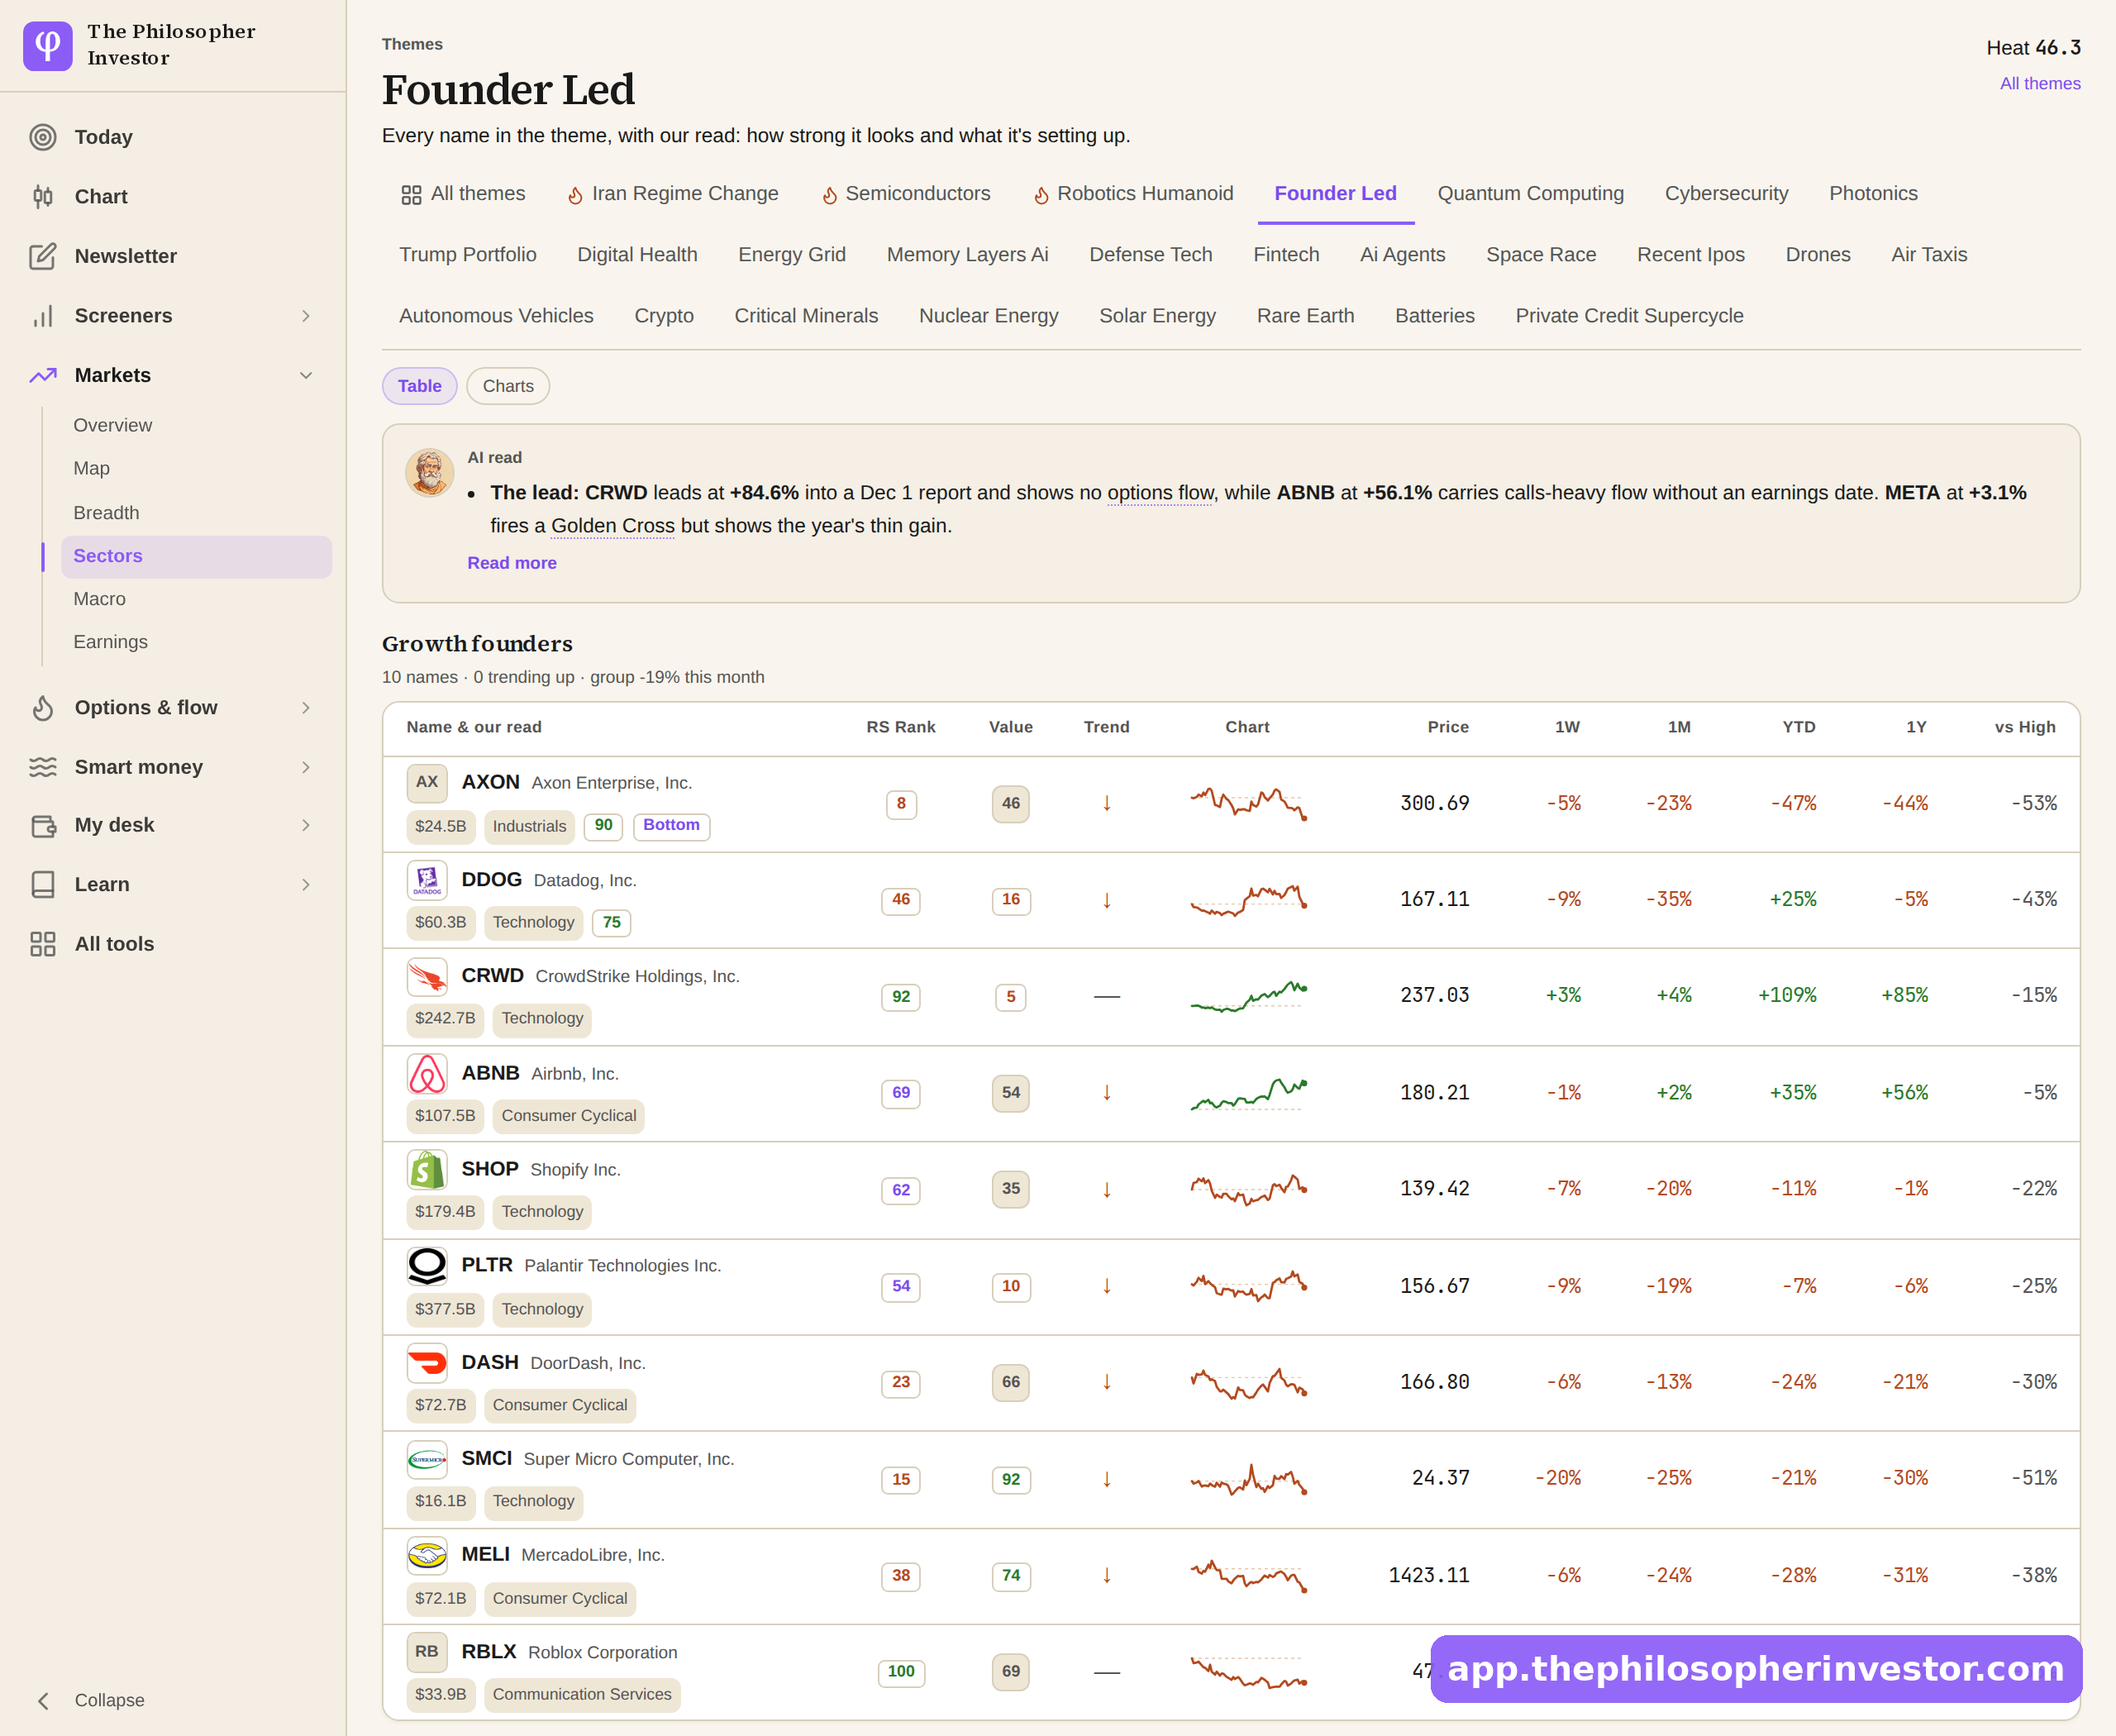 φ
The Philosopher
Investor
Today
Chart
Newsletter
Screeners
Markets
Overview
Map
Breadth
Sectors
Macro
Earnings
Options & flow
Smart money
My desk
Learn
All tools
Collapse
Themes
Heat 46.3
Founder Led
All themes
Every name in the theme, with our read: how strong it looks and what it's setting up.
All themes Iran Regime Change Semiconductors Robotics Humanoid Founder Led Quantum Computing Cybersecurity Photonics
Trump Portfolio Digital Health Energy Grid Memory Layers Ai Defense Tech Fintech Ai Agents Space Race Recent Ipos Drones Air Taxis
Autonomous Vehicles Crypto Critical Minerals Nuclear Energy Solar Energy Rare Earth Batteries Private Credit Supercycle
Table Charts
AI read
• The lead: CRWD leads at +84.6% into a Dec 1 report and shows no options flow, while ABNB at +56.1% carries calls-heavy flow without an earnings date. META at +3.1%
fires a Golden Cross but shows the year's thin gain.
Read more
Growth founders
10 names · 0 trending up · group -19% this month
Name & our read RS Rank Value Trend Chart Price 1W 1M YTD 1Y vs High
AX AXON Axon Enterprise, Inc.
8 46 ↓ 300.69 -5% -23% -47% -44% -53%
$24.5B Industrials 90 Bottom
DATADOG DDOG Datadog, Inc.
46 16 ↓ 167.11 -9% -35% +25% -5% -43%
$60.3B Technology 75
CRWD CrowdStrike Holdings, Inc.
92 5 — 237.03 +3% +4% +109% +85% -15%
$242.7B Technology
ABNB Airbnb, Inc.
69 54 ↓ 180.21 -1% +2% +35% +56% -5%
$107.5B Consumer Cyclical
SHOP Shopify Inc.
62 35 ↓ 139.42 -7% -20% -11% -1% -22%
$179.4B Technology
PLTR Palantir Technologies Inc.
54 10 ↓ 156.67 -9% -19% -7% -6% -25%
$377.5B Technology
DASH DoorDash, Inc.
23 66 ↓ 166.80 -6% -13% -24% -21% -30%
$72.7B Consumer Cyclical
SUPERMICRO SMCI Super Micro Computer, Inc.
15 92 ↓ 24.37 -20% -25% -21% -30% -51%
$16.1B Technology
MELI MercadoLibre, Inc.
38 74 ↓ 1423.11 -6% -24% -28% -31% -38%
$72.1B Consumer Cyclical
RB RBLX Roblox Corporation
100 69 — 47
$33.9B Communication Services
app.thephilosopherinvestor.com